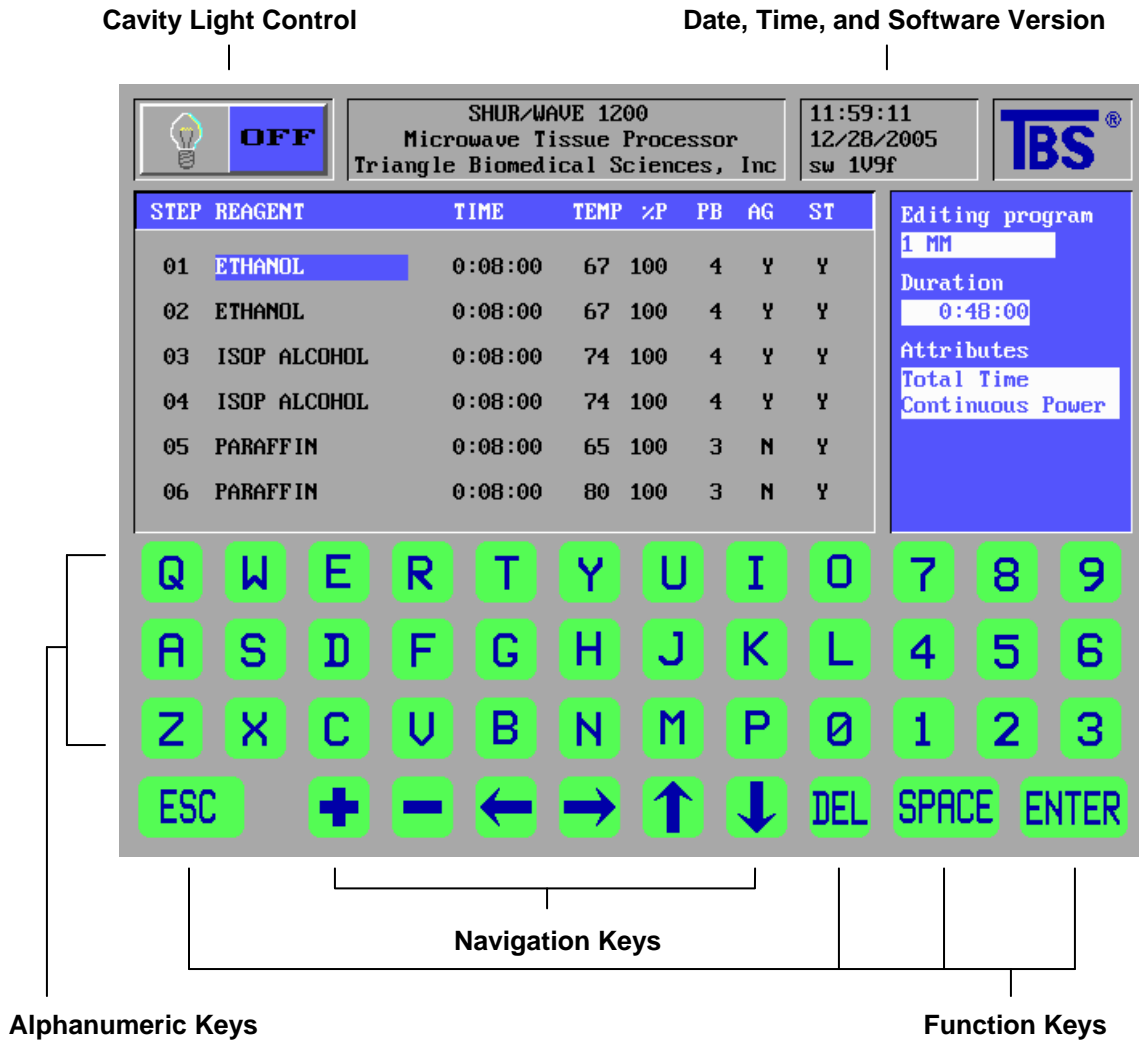 Cavity Light Control
Date, Time, and Software Version
OFF
SHUR/WAVE 1200
Microwave Tissue Processor
Triangle Biomedical Sciences, Inc
11:59:11
12/28/2005
sw 1V9f
TBS®
STEP REAGENT TIME TEMP %P PB AG ST
01 ETHANOL 0:08:00 67 100 4 Y Y
02 ETHANOL 0:08:00 67 100 4 Y Y
03 ISOP ALCOHOL 0:08:00 74 100 4 Y Y
04 ISOP ALCOHOL 0:08:00 74 100 4 Y Y
05 PARAFFIN 0:08:00 65 100 3 N Y
06 PARAFFIN 0:08:00 80 100 3 N Y
Editing program
1 MM
Duration
0:48:00
Attributes
Total Time
Continuous Power
Q W E R T Y U I O 7 8 9
A S D F G H J K L 4 5 6
Z X C V B N M P 0 1 2 3
ESC + - ← → ↑ ↓ DEL SPACE ENTER
Navigation Keys
Alphanumeric Keys
Function Keys